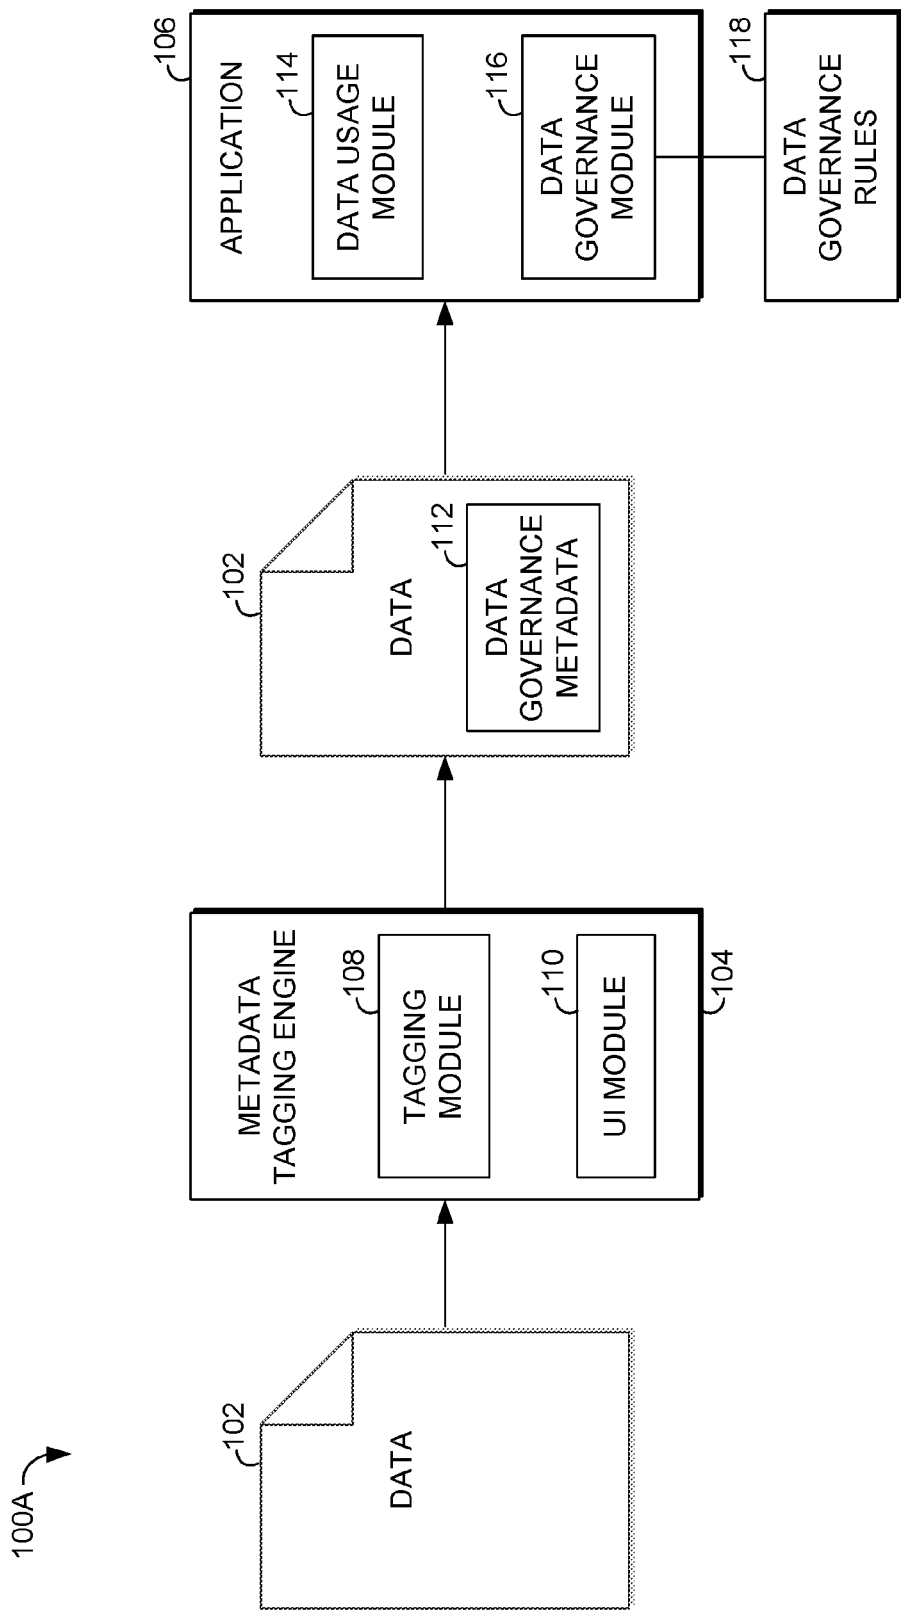 100A
102
DATA
METADATA
TAGGING ENGINE
108
TAGGING
MODULE
110
UI MODULE
104
102
DATA
112
DATA
GOVERNANCE
METADATA
106
APPLICATION
114
DATA USAGE
MODULE
116
DATA
GOVERNANCE
MODULE
118
DATA
GOVERNANCE
RULES